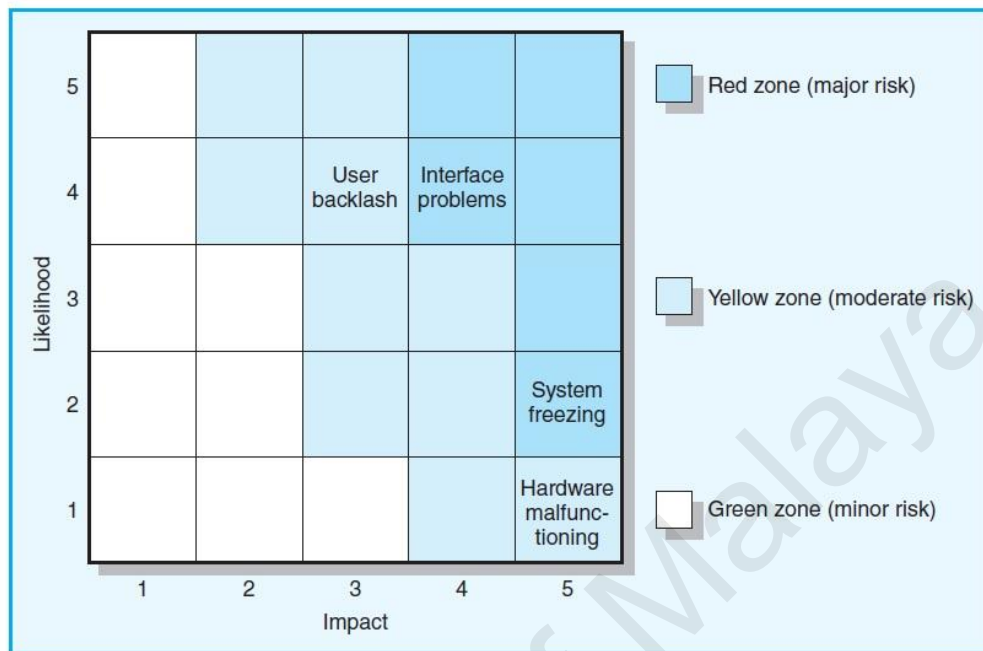 5
Red zone (major risk)
4
User
backlash
Interface
problems
Likelihood
3
Yellow zone (moderate risk)
2
System
freezing
1
Hardware
malfunc-
tioning
Green zone (minor risk)
1 2 3 4 5
Impact
f Malaya